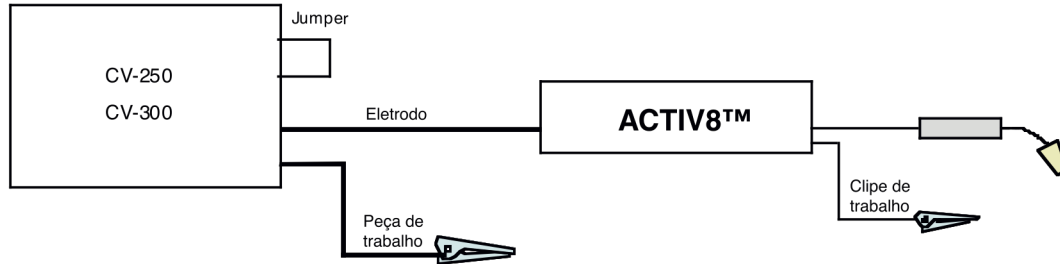 Jumper
CV-250
CV-300
Eletrodo
ACTIV8™
Peça de
trabalho
Clipe de
trabalho